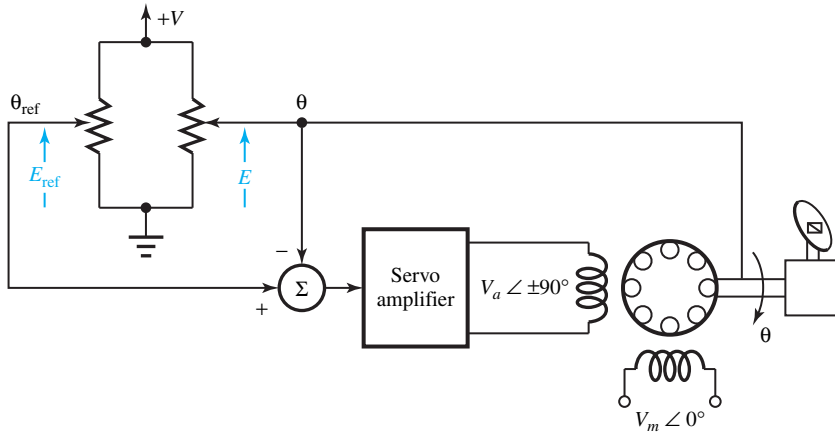 +V
θref
θ
Eref
E
−
+
Σ
Servo
amplifier
Va ∠ ±90°
θ
Vm ∠ 0°